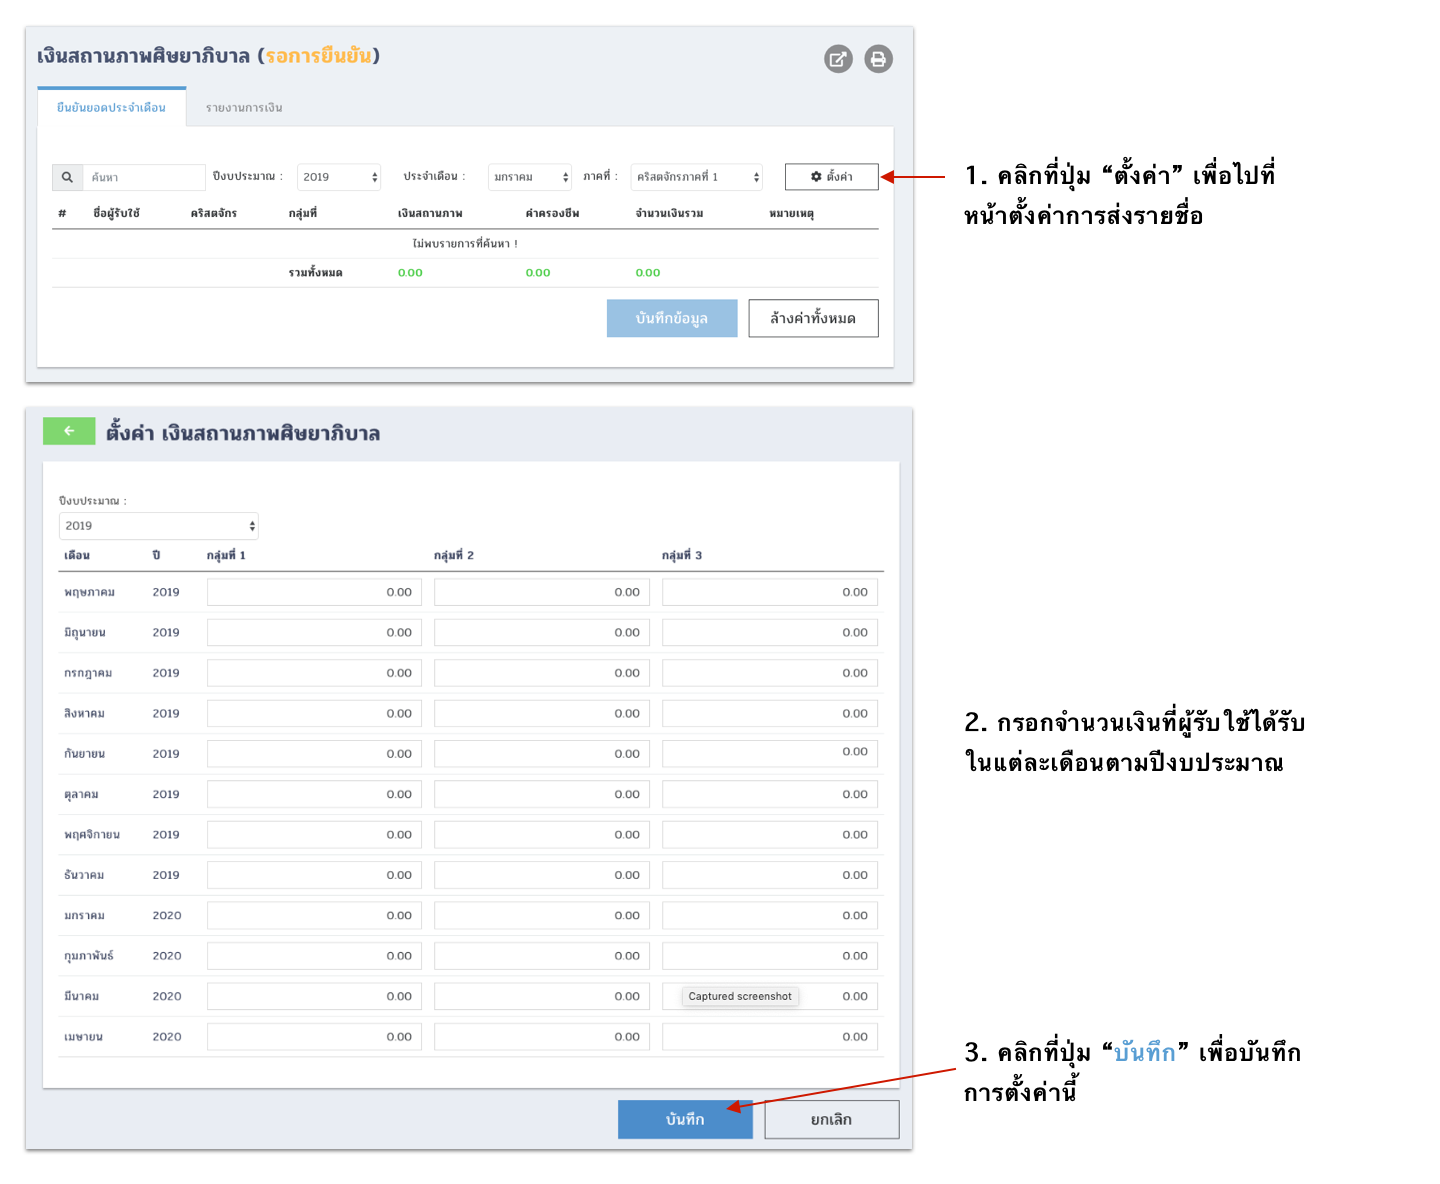 เงินสถานภาพศิษยาภิบาล (รอการยืนยัน)
ยืนยันยอดประจำเดือน รายงานการเงิน
ค้นหา ปีงบประมาณ : 2019 ประจำเดือน : มกราคม ภาคที่ : คริสตจักรภาคที่ 1 ตั้งค่า
# ชื่อผู้รับใช้ คริสตจักร กลุ่มที่ เงินสถานภาพ ค่าครองชีพ จำนวนเงินรวม หมายเหตุ
ไม่พบรายการที่ค้นหา !
รวมทั้งหมด 0.00 0.00 0.00
บันทึกข้อมูล ล้างค่าทั้งหมด
1. คลิกที่ปุ่ม “ตั้งค่า” เพื่อไปที่
หน้าตั้งค่าการส่งรายชื่อ
ตั้งค่า เงินสถานภาพศิษยาภิบาล
ปีงบประมาณ :
2019
เดือน ปี กลุ่มที่ 1 กลุ่มที่ 2 กลุ่มที่ 3
พฤษภาคม 2019 0.00 0.00 0.00
มิถุนายน 2019 0.00 0.00 0.00
กรกฎาคม 2019 0.00 0.00 0.00
สิงหาคม 2019 0.00 0.00 0.00
กันยายน 2019 0.00 0.00 0.00
ตุลาคม 2019 0.00 0.00 0.00
พฤศจิกายน 2019 0.00 0.00 0.00
ธันวาคม 2019 0.00 0.00 0.00
มกราคม 2020 0.00 0.00 0.00
กุมภาพันธ์ 2020 0.00 0.00 0.00
มีนาคม 2020 0.00 0.00 Captured screenshot 0.00
เมษายน 2020 0.00 0.00 0.00
บันทึก ยกเลิก
2. กรอกจำนวนเงินที่ผู้รับใช้ได้รับ
ในแต่ละเดือนตามปีงบประมาณ
3. คลิกที่ปุ่ม “บันทึก” เพื่อบันทึก
การตั้งค่านี้